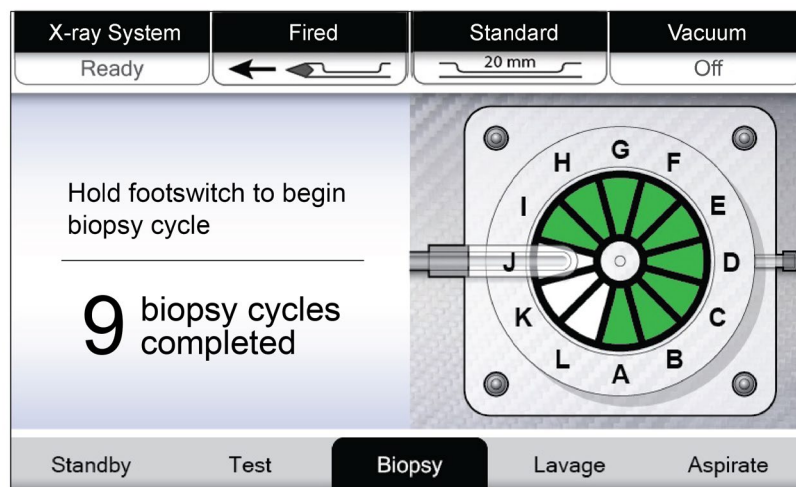 X-ray System
Ready
Fired
Standard
20 mm
Vacuum
Off
Hold footswitch to begin
biopsy cycle
9 biopsy cycles
completed
G
H
F
I
E
J
D
K
C
L
B
A
Standby
Test
Biopsy
Lavage
Aspirate